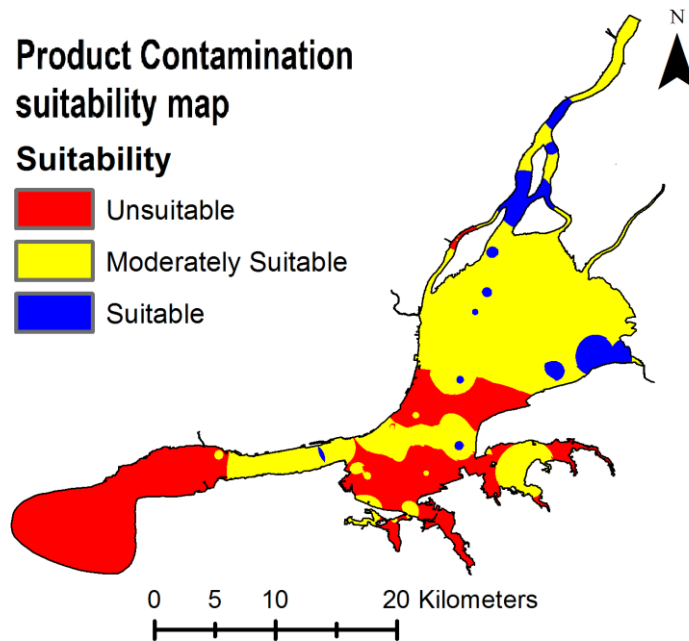 Product Contamination
suitability map
Suitability
Unsuitable
Moderately Suitable
Suitable
N
0 5 10 20 Kilometers